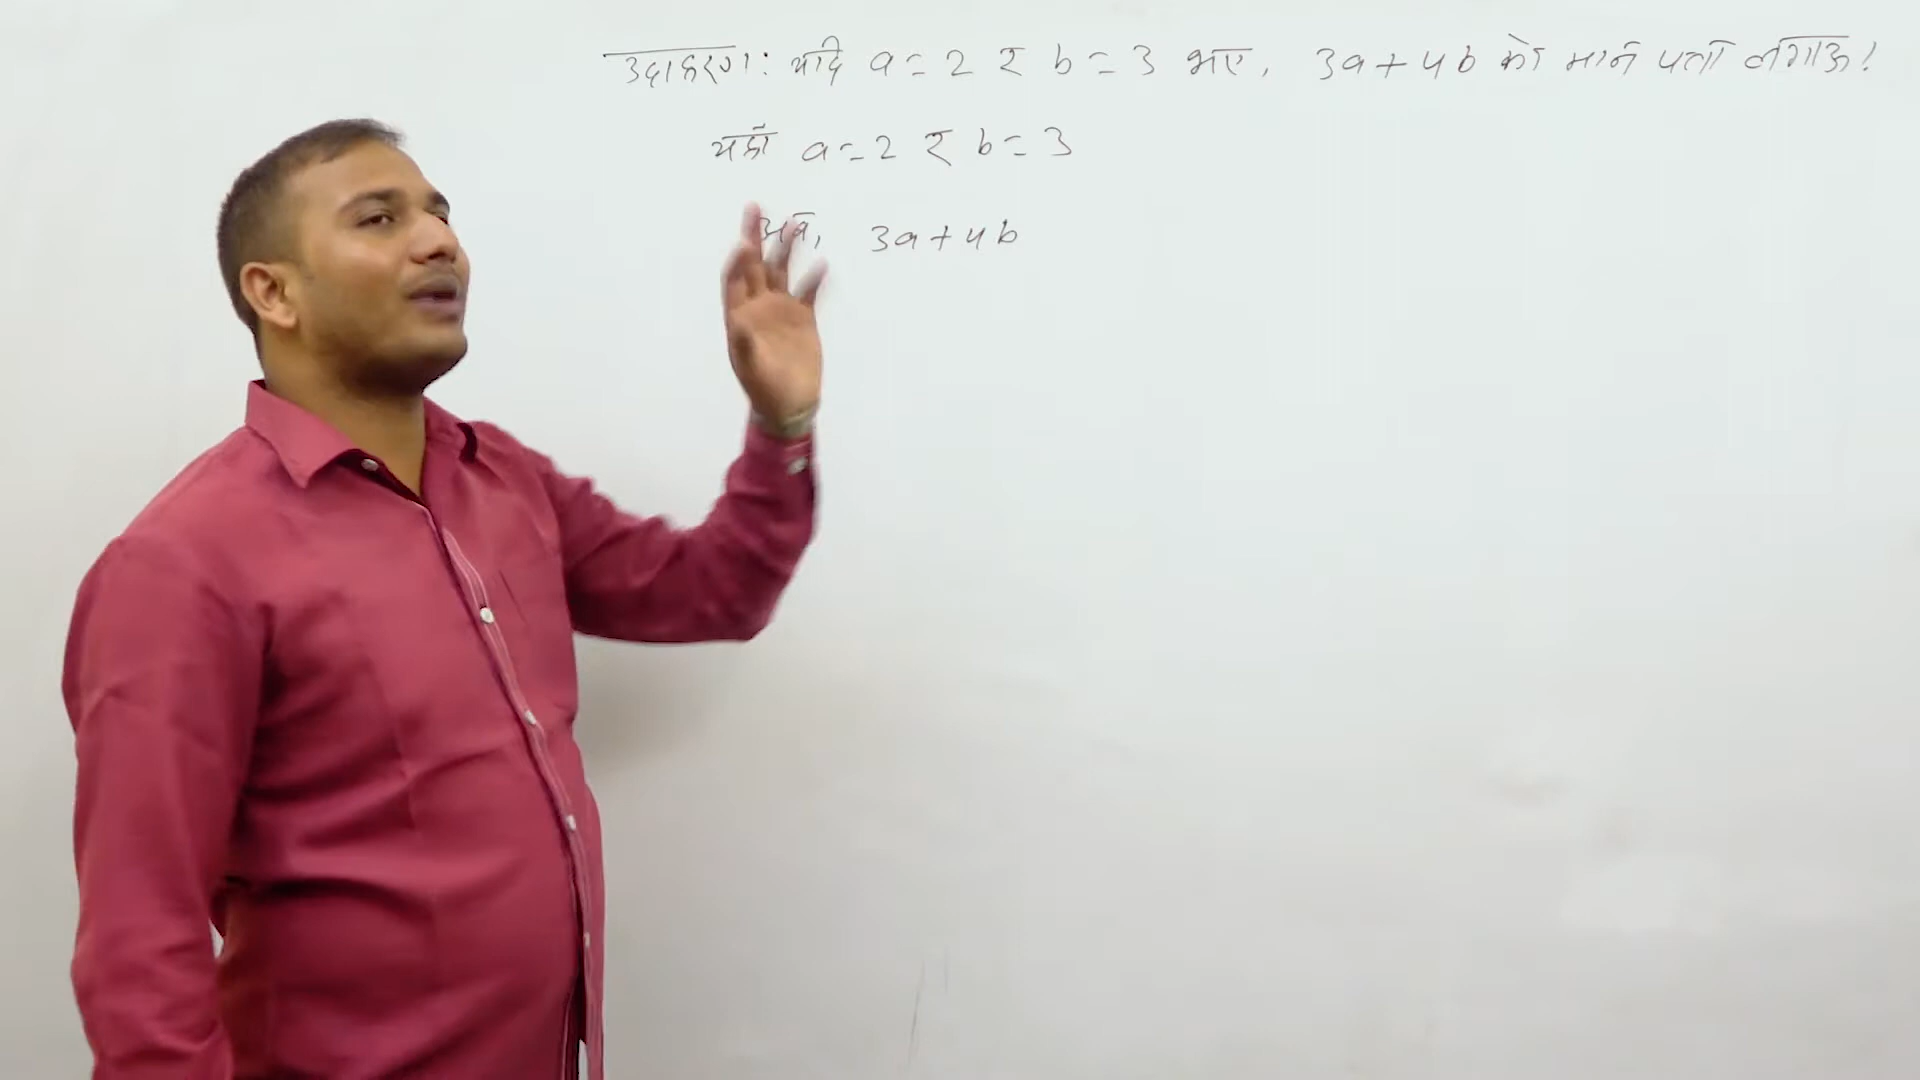 उदाहरण: यदि a = 2 र b = 3 भए, 3a + 4b को मान पत्ता लगाऊ।
यहाँ a = 2 र b = 3
अब, 3a + 4b